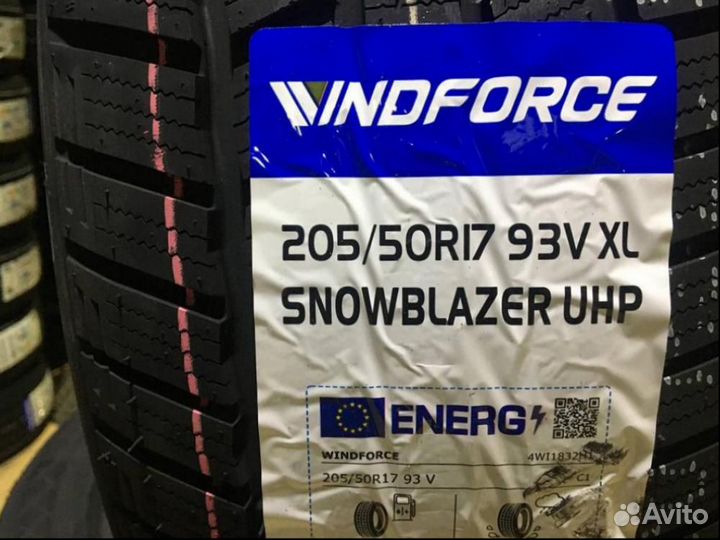 WINDFORCE
205/50R17 93V XL
SNOWBLAZER UHP
ENERG
WINDFORCE
205/50R17 93 V
C1
Avito